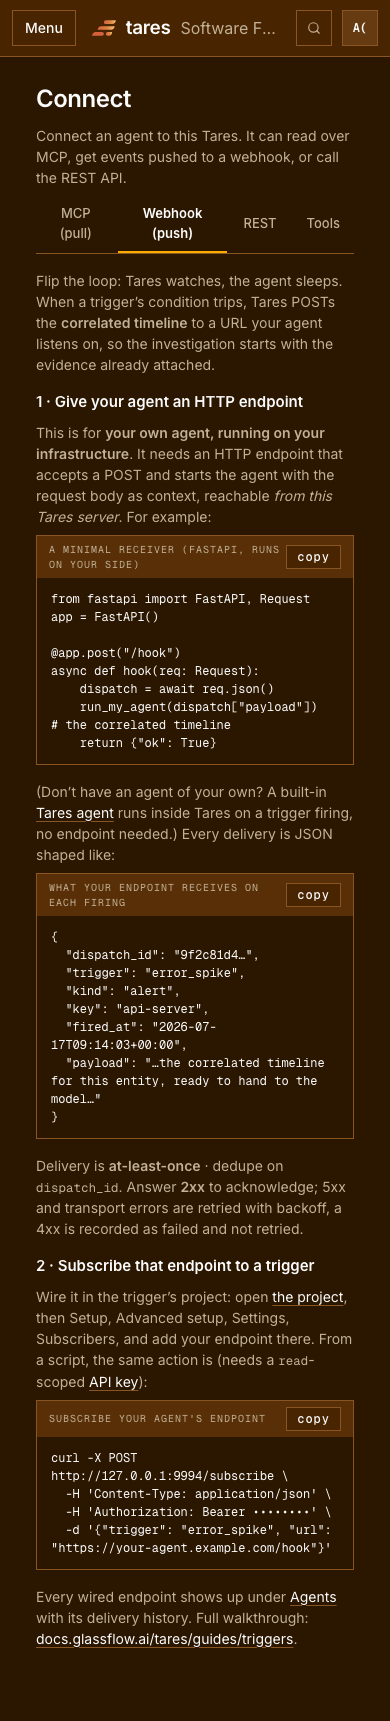 Menu
tares Software F...
A(
Connect
Connect an agent to this Tares. It can read over
MCP, get events pushed to a webhook, or call
the REST API.
MCP
(pull)
Webhook
(push)
REST
Tools
Flip the loop: Tares watches, the agent sleeps.
When a trigger’s condition trips, Tares POSTs
the correlated timeline to a URL your agent
listens on, so the investigation starts with the
evidence already attached.
1 · Give your agent an HTTP endpoint
This is for your own agent, running on your
infrastructure. It needs an HTTP endpoint that
accepts a POST and starts the agent with the
request body as context, reachable from this
Tares server. For example:
A MINIMAL RECEIVER (FASTAPI, RUNS
ON YOUR SIDE)
copy
from fastapi import FastAPI, Request
app = FastAPI()
@app.post("/hook")
async def hook(req: Request):
    dispatch = await req.json()
    run_my_agent(dispatch["payload"])
# the correlated timeline
    return {"ok": True}
(Don’t have an agent of your own? A built-in
Tares agent runs inside Tares on a trigger firing,
no endpoint needed.) Every delivery is JSON
shaped like:
WHAT YOUR ENDPOINT RECEIVES ON
EACH FIRING
copy
{
  "dispatch_id": "9f2c81d4…",
  "trigger": "error_spike",
  "kind": "alert",
  "key": "api-server",
  "fired_at": "2026-07-
17T09:14:03+00:00",
  "payload": "…the correlated timeline
for this entity, ready to hand to the
model…"
}
Delivery is at-least-once · dedupe on
dispatch_id. Answer 2xx to acknowledge; 5xx
and transport errors are retried with backoff, a
4xx is recorded as failed and not retried.
2 · Subscribe that endpoint to a trigger
Wire it in the trigger’s project: open the project,
then Setup, Advanced setup, Settings,
Subscribers, and add your endpoint there. From
a script, the same action is (needs a read-
scoped API key):
SUBSCRIBE YOUR AGENT'S ENDPOINT
copy
curl -X POST
http://127.0.0.1:9994/subscribe \
  -H 'Content-Type: application/json' \
  -H 'Authorization: Bearer ••••••••' \
  -d '{"trigger": "error_spike", "url":
"https://your-agent.example.com/hook"}'
Every wired endpoint shows up under Agents
with its delivery history. Full walkthrough:
docs.glassflow.ai/tares/guides/triggers.